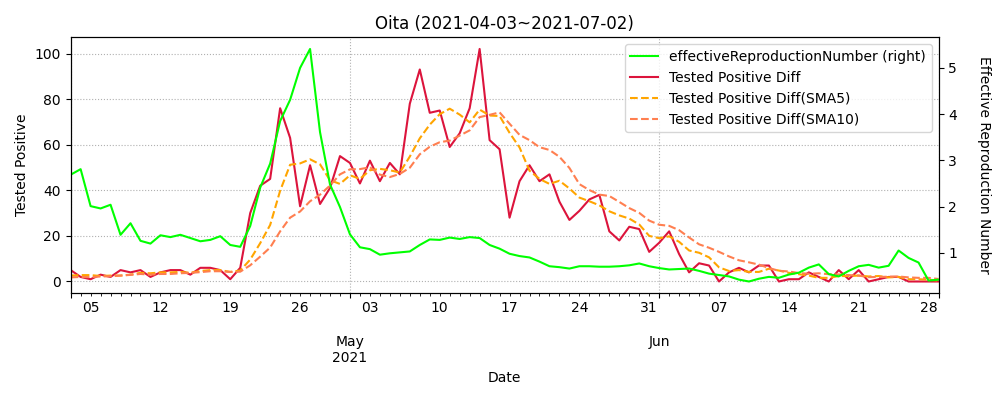 Oita (2021-04-03~2021-07-02)
effectiveReproductionNumber (right)
Tested Positive Diff
Tested Positive Diff(SMA5)
Tested Positive Diff(SMA10)
Tested Positive
100
80
60
40
20
0
Effective Reproduction Number
5
4
3
2
1
05 12 19 26 03 10 17 24 31 07 14 21 28
May Jun
2021
Date